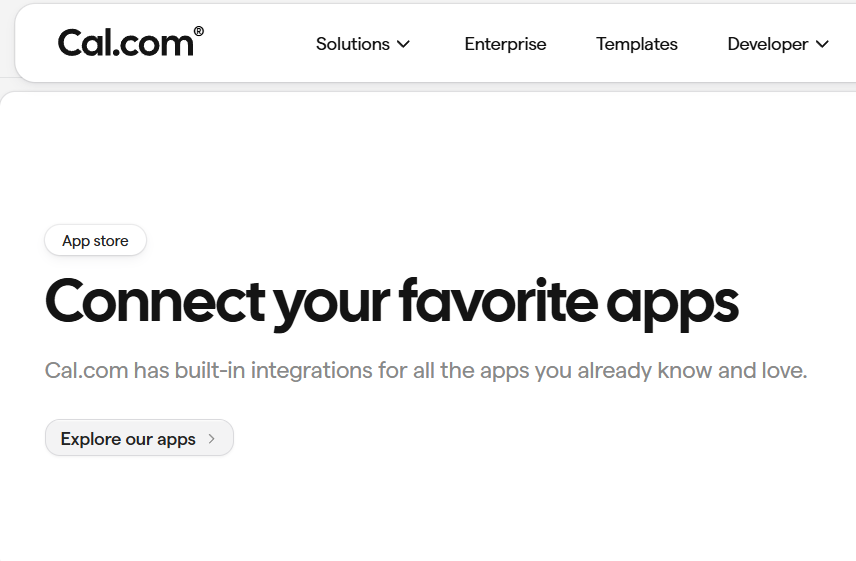 Cal.com®
Solutions Enterprise Templates Developer
App store
Connect your favorite apps
Cal.com has built-in integrations for all the apps you already know and love.
Explore our apps